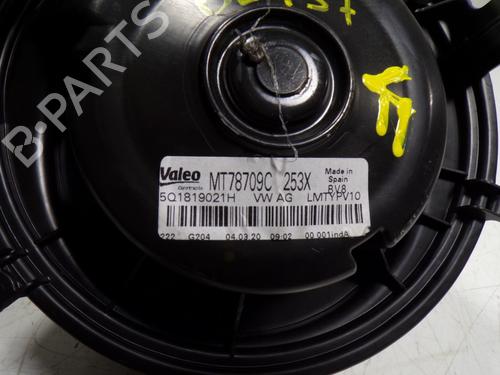 B-PARTS
Valeo MT78709C 253X Made in
Spain
5Q1819021H VW AG LMTYPV10 BV8
222 G204 04.03.20 09:02 00 001indA